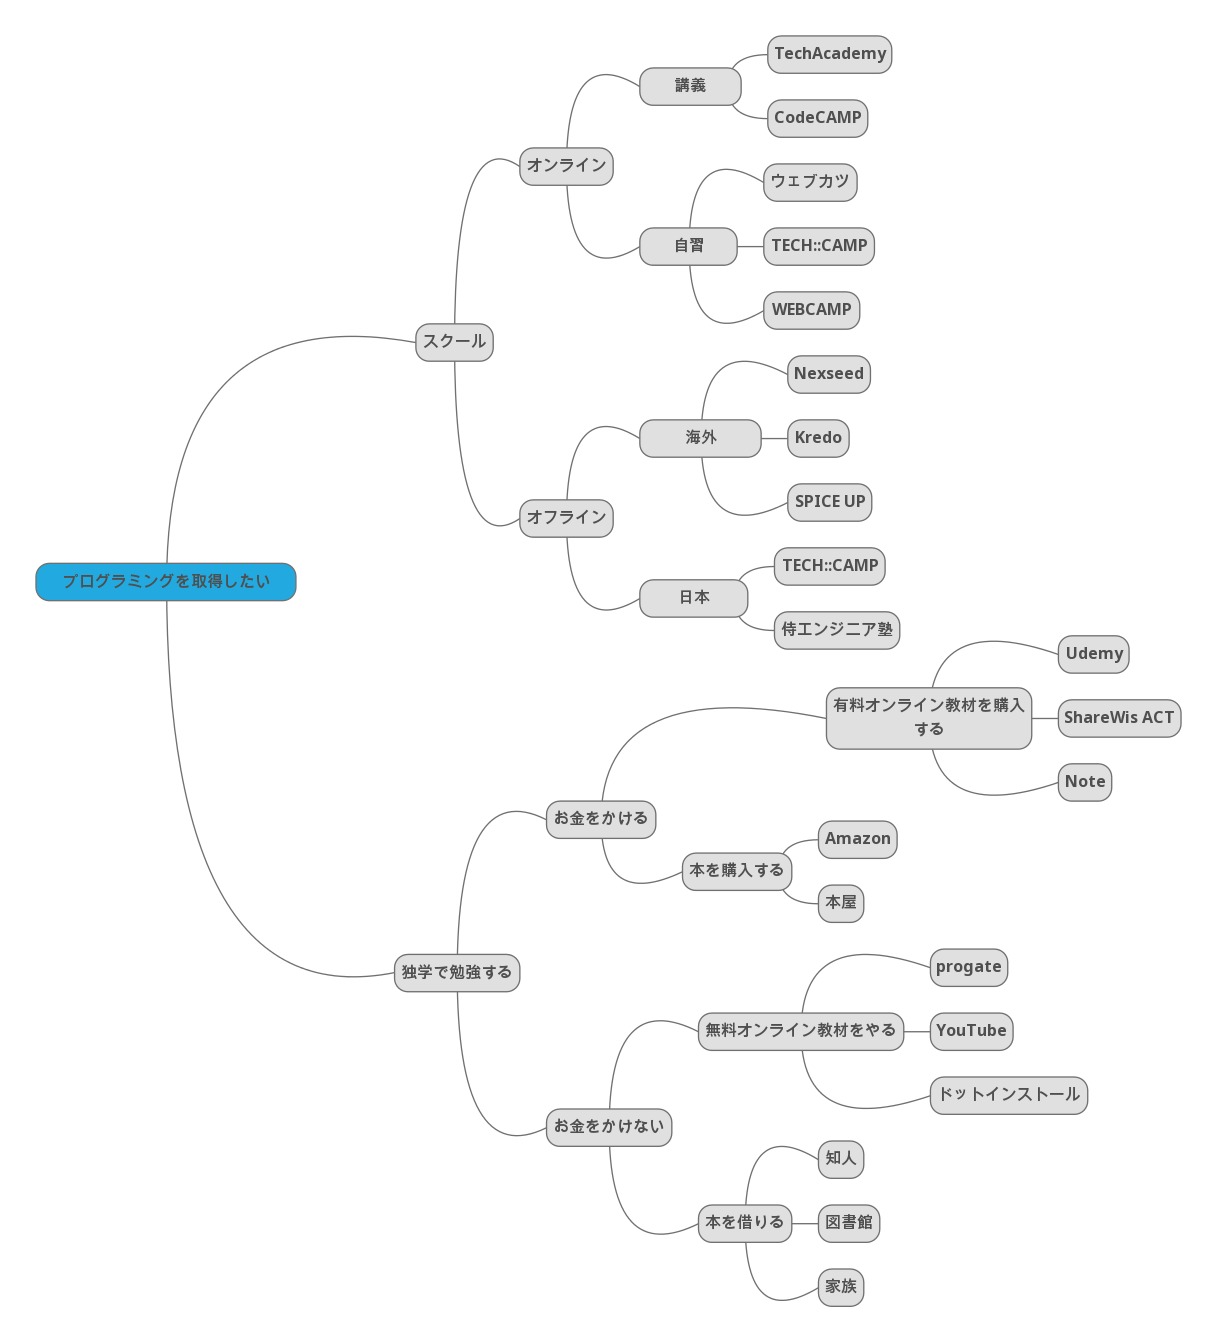 プログラミングを取得したい
スクール
オンライン
講義
TechAcademy
CodeCAMP
自習
ウェブカツ
TECH::CAMP
WEBCAMP
オフライン
海外
Nexseed
Kredo
SPICE UP
日本
TECH::CAMP
侍エンジニア塾
独学で勉強する
お金をかける
有料オンライン教材を購入
する
Udemy
ShareWis ACT
Note
本を購入する
Amazon
本屋
お金をかけない
無料オンライン教材をやる
progate
YouTube
ドットインストール
本を借りる
知人
図書館
家族